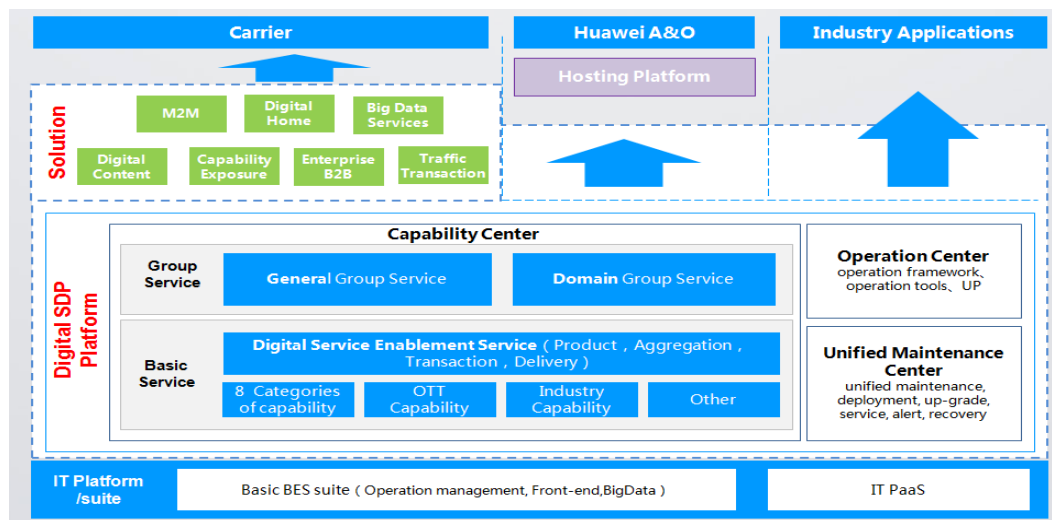 Carrier
Huawei A&O
Industry Applications
Hosting Platform
Solution
M2M
Digital
Home
Big Data
Services
Digital
Content
Capability
Exposure
Enterprise
B2B
Traffic
Transaction
Digital SDP
Platform
Capability Center
Group
Service
General Group Service
Domain Group Service
Basic
Service
Digital Service Enablement Service（Product，Aggregation，
Transaction，Delivery）
8 Categories
of capability
OTT
Capability
Industry
Capability
Other
Operation Center
operation framework、
operation tools、UP
Unified Maintenance
Center
unified maintenance,
deployment, up-grade,
service, alert, recovery
IT Platform
/suite
Basic BES suite（Operation management, Front-end,BigData）
IT PaaS